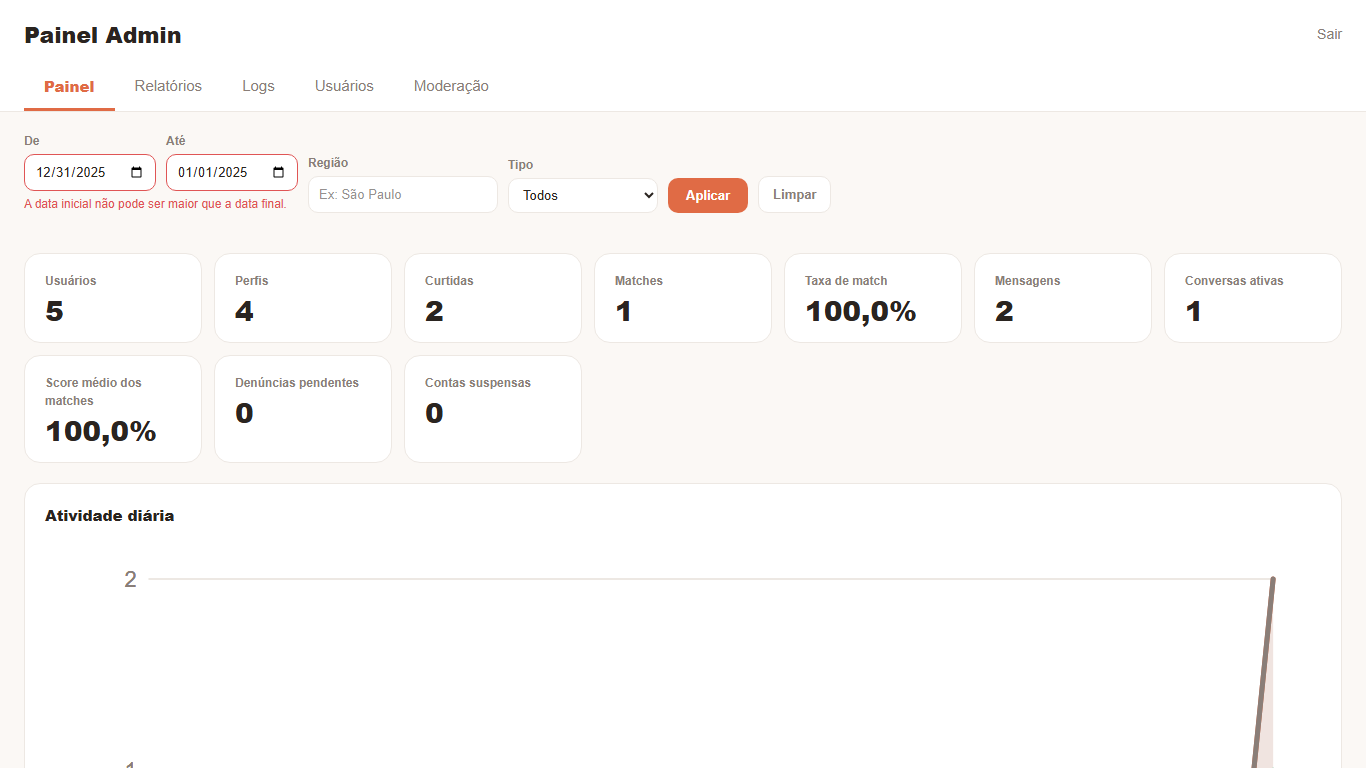 Painel Admin
Sair
Painel
Relatórios
Logs
Usuários
Moderação
De
Até
Região
Tipo
12/31/2025
01/01/2025
Ex: São Paulo
Todos
Aplicar
Limpar
A data inicial não pode ser maior que a data final.
Usuários
5
Perfis
4
Curtidas
2
Matches
1
Taxa de match
100,0%
Mensagens
2
Conversas ativas
1
Score médio dos
matches
100,0%
Denúncias pendentes
0
Contas suspensas
0
Atividade diária
2
1